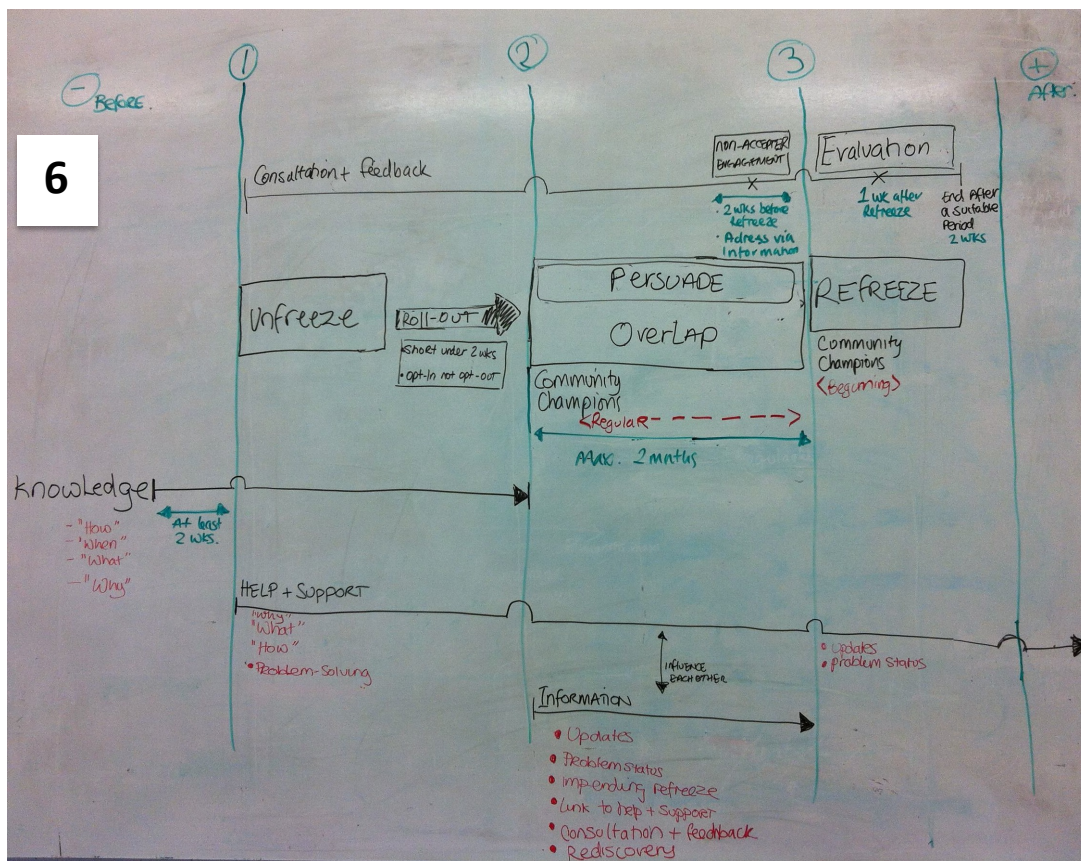 1
2
3
-
Before.
+
After.
6
Consultation + feedback
NON-ACCEPTER
ENGAGEMENT
Evaluation
• 2 wks before
Refreeze
• Adress via
Information
1 wk after
Refreeze
End After
a Suitable
Period
2 wks
Unfreeze
ROLL-OUT
• Short under 2 wks
• Opt-In not opt-out
PERSUADE
OverLAP
REFREEZE
Community
Champions
<Regular--->
Max. 2 mnths
Community
Champions
<Beginning>
Knowledge
At least
2 wks.
- "How"
- "When"
- "What"
- "Why"
HELP + SUPPORT
"Why"
"What"
"How"
• Problem-Solving
INFLUENCE
EACH OTHER
• Updates
• problem status
INFORMATION
• Updates
• Problem status
• Impending refreeze
• Link to help + Support
• Consultation + feedback
• Rediscovery